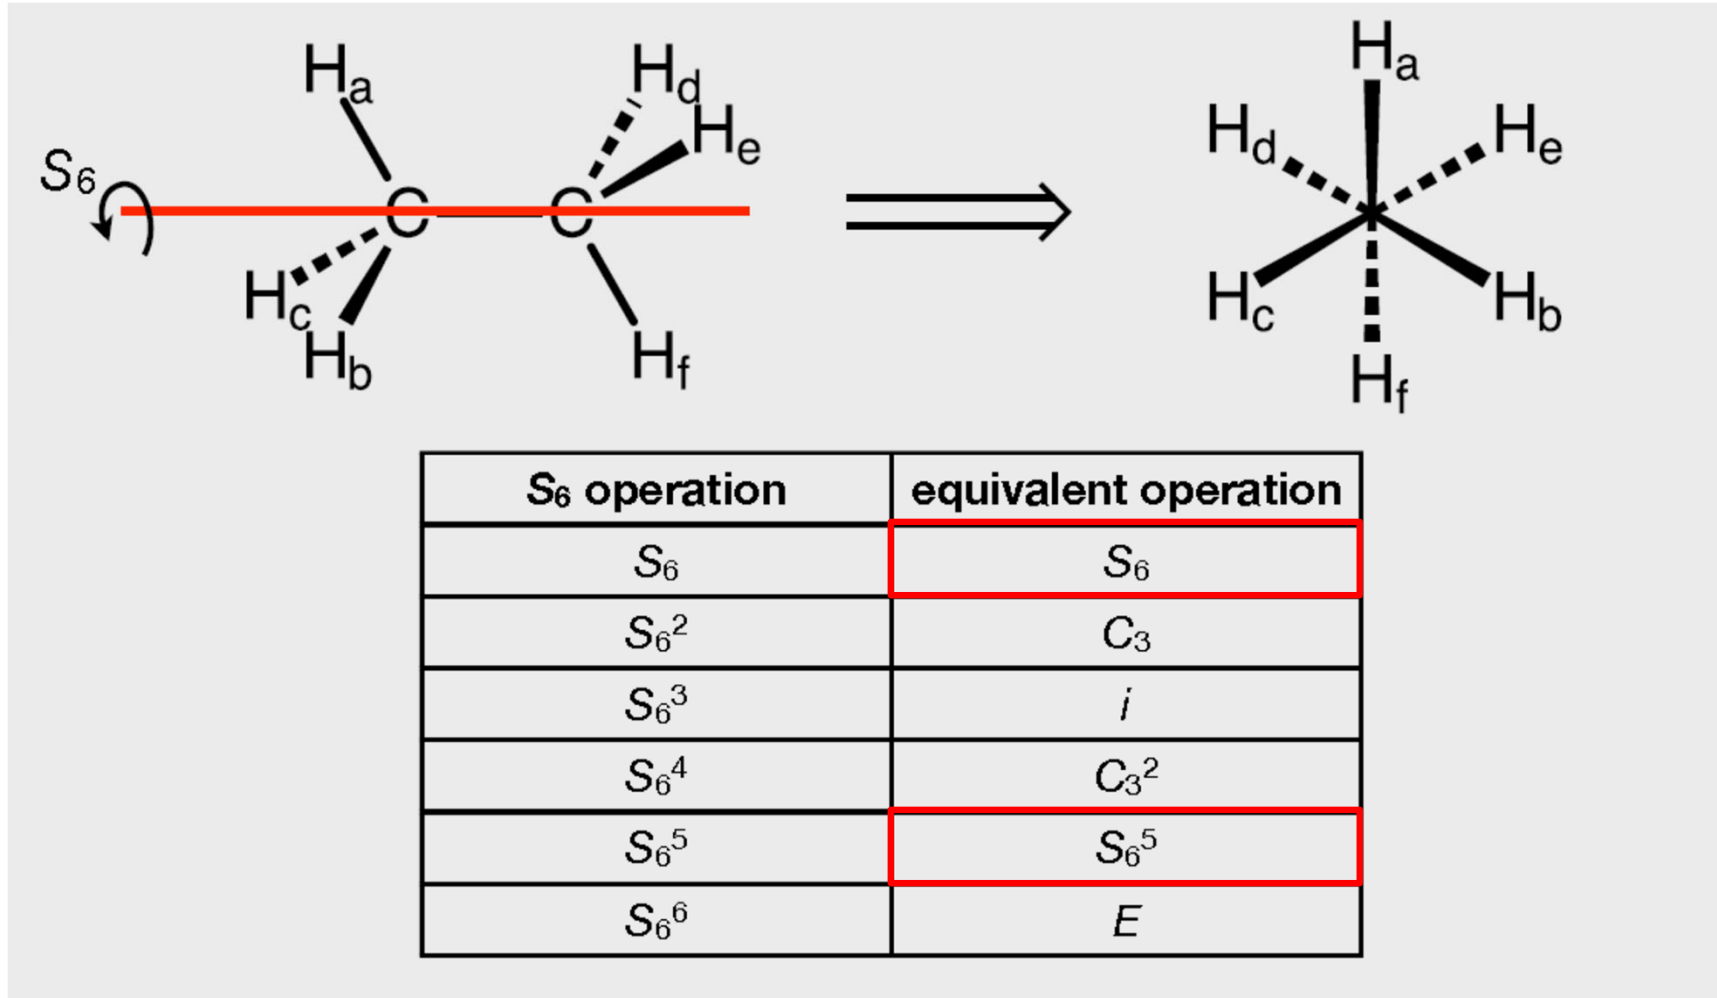 Ha Hd He S6 C C Hc Hb Hf
Ha Hd He Hc Hb Hf
S6 operation equivalent operation
S6 S6
S6² C3
S6³ i
S6⁴ C3²
S6⁵ S6⁵
S6⁶ E